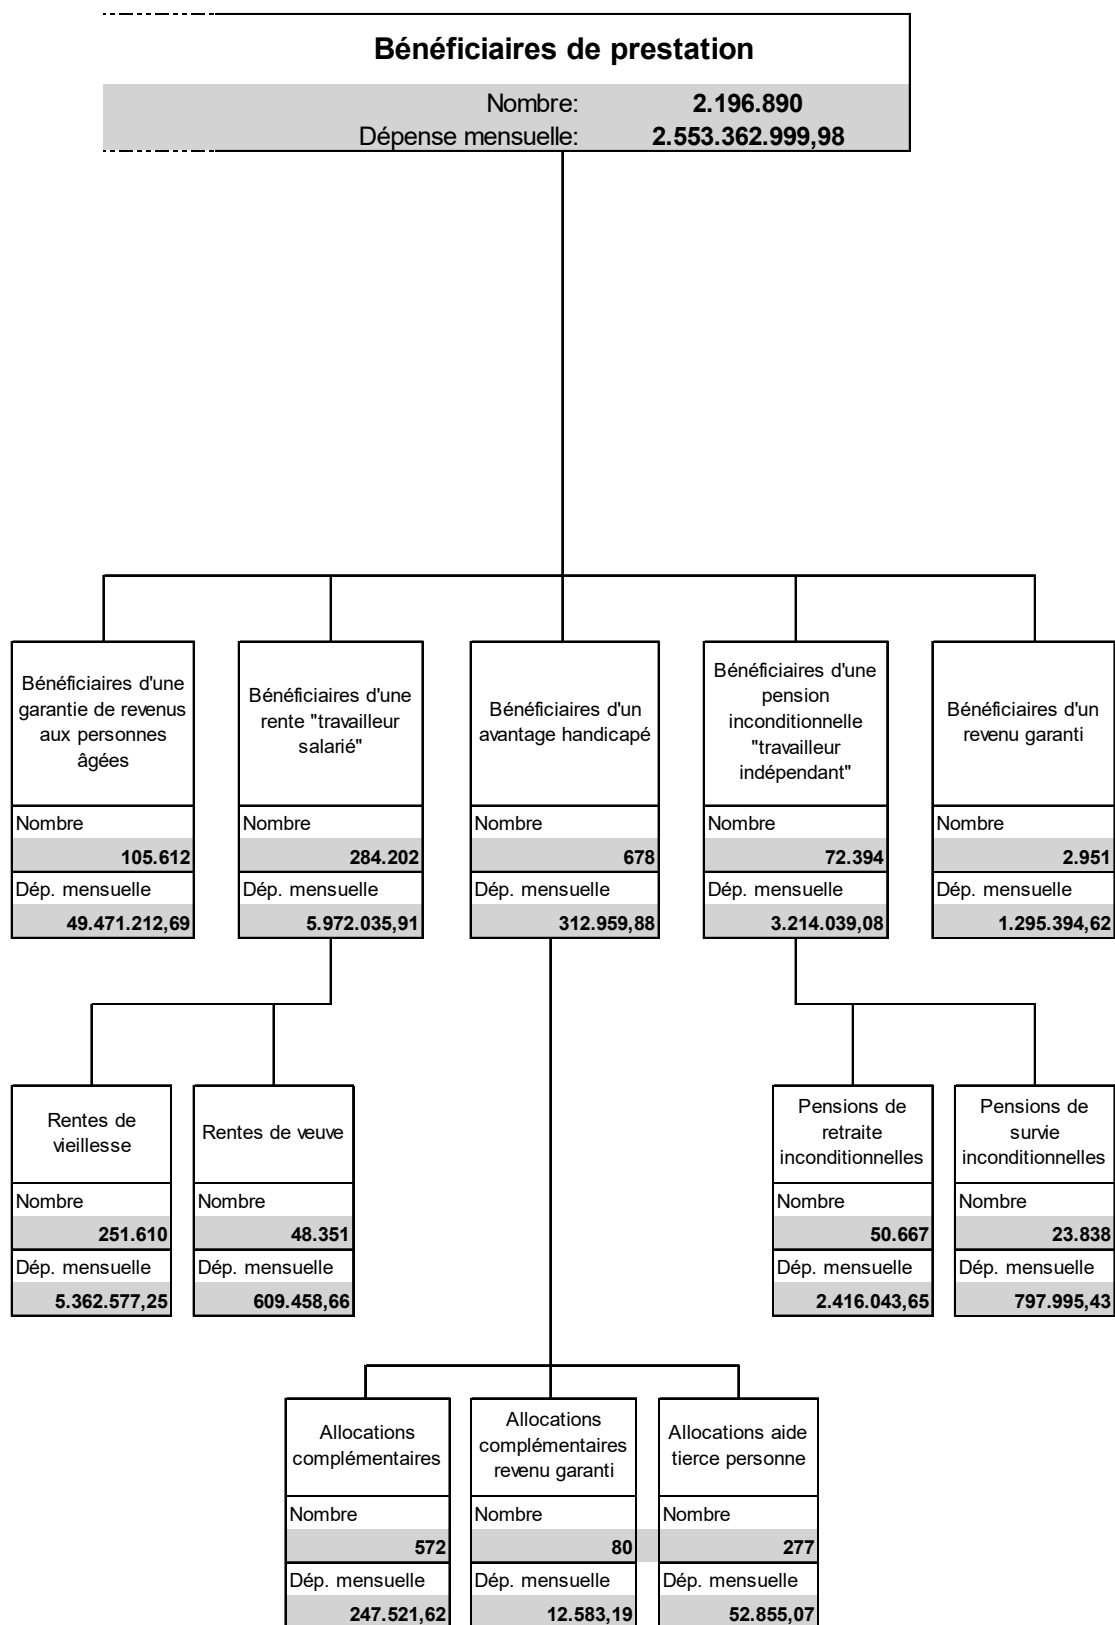 Bénéficiaires de prestation
Nombre: 2.196.890
Dépense mensuelle: 2.553.362.999,98
Bénéficiaires d'une
garantie de revenus
aux personnes
âgées
Nombre
105.612
Dép. mensuelle
49.471.212,69
Bénéficiaires d'une
rente "travailleur
salarié"
Nombre
284.202
Dép. mensuelle
5.972.035,91
Bénéficiaires d'un
avantage handicapé
Nombre
678
Dép. mensuelle
312.959,88
Bénéficiaires d'une
pension
inconditionnelle
"travailleur
indépendant"
Nombre
72.394
Dép. mensuelle
3.214.039,08
Bénéficiaires d'un
revenu garanti
Nombre
2.951
Dép. mensuelle
1.295.394,62
Rentes de
vieillesse
Nombre
251.610
Dép. mensuelle
5.362.577,25
Rentes de veuve
Nombre
48.351
Dép. mensuelle
609.458,66
Pensions de
retraite
inconditionnelles
Nombre
50.667
Dép. mensuelle
2.416.043,65
Pensions de
survie
inconditionnelles
Nombre
23.838
Dép. mensuelle
797.995,43
Allocations
complémentaires
Nombre
572
Dép. mensuelle
247.521,62
Allocations
complémentaires
revenu garanti
Nombre
80
Dép. mensuelle
12.583,19
Allocations aide
tierce personne
Nombre
277
Dép. mensuelle
52.855,07